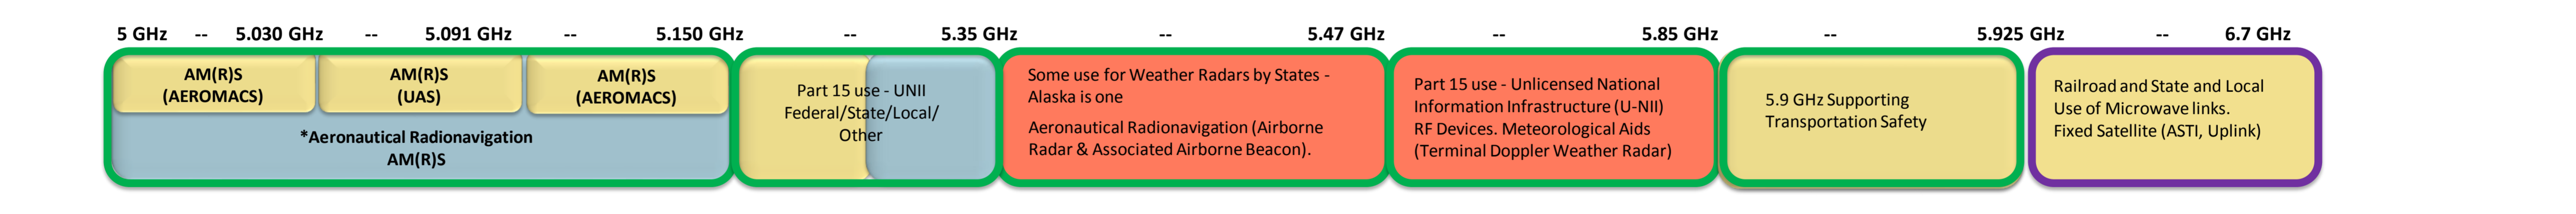 5 GHz -- 5.030 GHz -- 5.091 GHz -- 5.150 GHz -- 5.35 GHz -- 5.47 GHz -- 5.85 GHz -- 5.925 GHz -- 6.7 GHz
AM(R)S
(AEROMACS)
AM(R)S
(UAS)
AM(R)S
(AEROMACS)
*Aeronautical Radionavigation
AM(R)S
Part 15 use - UNII
Federal/State/Local/
Other
Some use for Weather Radars by States -
Alaska is one
Aeronautical Radionavigation (Airborne
Radar & Associated Airborne Beacon).
Part 15 use - Unlicensed National
Information Infrastructure (U-NII)
RF Devices. Meteorological Aids
(Terminal Doppler Weather Radar)
5.9 GHz Supporting
Transportation Safety
Railroad and State and Local
Use of Microwave links.
Fixed Satellite (ASTI, Uplink)